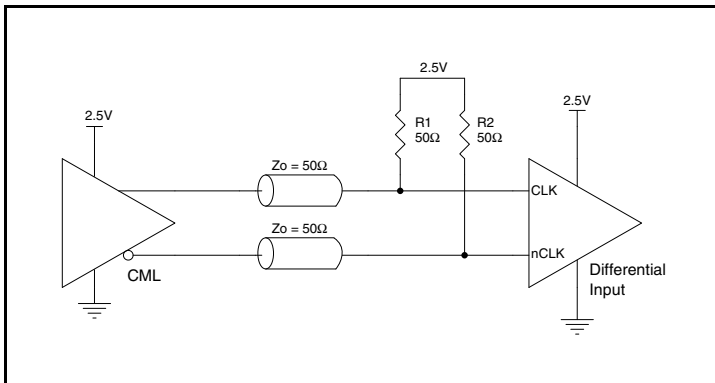 2.5V
2.5V
2.5V
R1
50Ω
R2
50Ω
Zo = 50Ω
CLK
Zo = 50Ω
nCLK
CML
Differential
Input